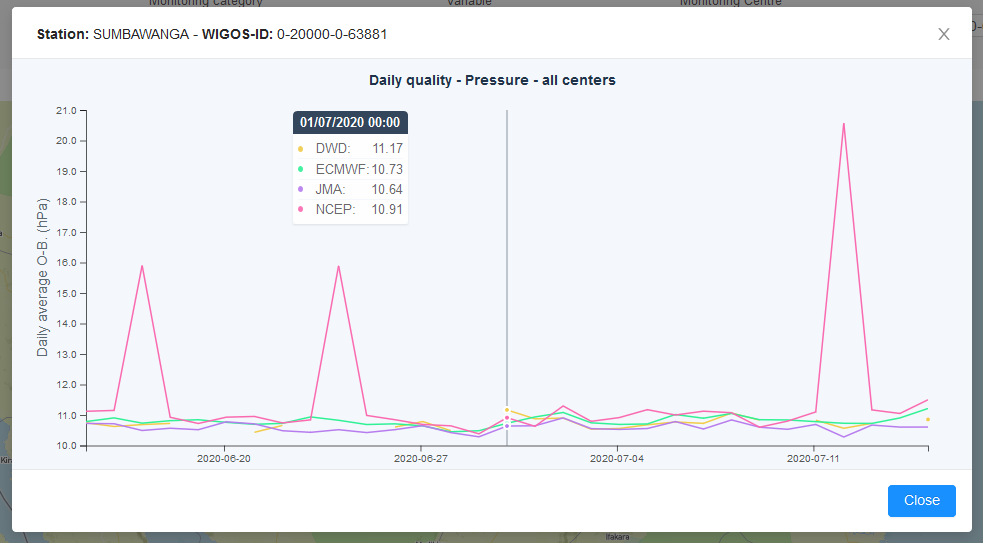 Monitoring category Variable Monitoring Centre
Station: SUMBAWANGA - WIGOS-ID: 0-20000-0-63881
Daily quality - Pressure - all centers
Daily average O-B. (hPa)
21.0
20.0
19.0
18.0
17.0
16.0
15.0
14.0
13.0
12.0
11.0
10.0
01/07/2020 00:00
DWD: 11.17
ECMWF: 10.73
JMA: 10.64
NCEP: 10.91
2020-06-20 2020-06-27 2020-07-04 2020-07-11
Close
Ifakara